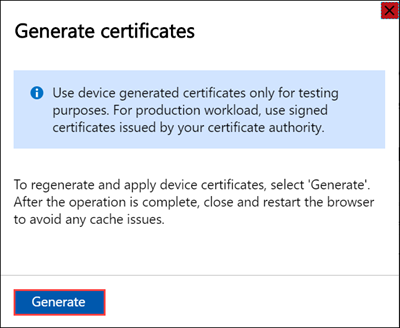 Generate certificates
Use device generated certificates only for testing
purposes. For production workload, use signed
certificates issued by your certificate authority.
To regenerate and apply device certificates, select 'Generate'.
After the operation is complete, close and restart the browser
to avoid any cache issues.
Generate